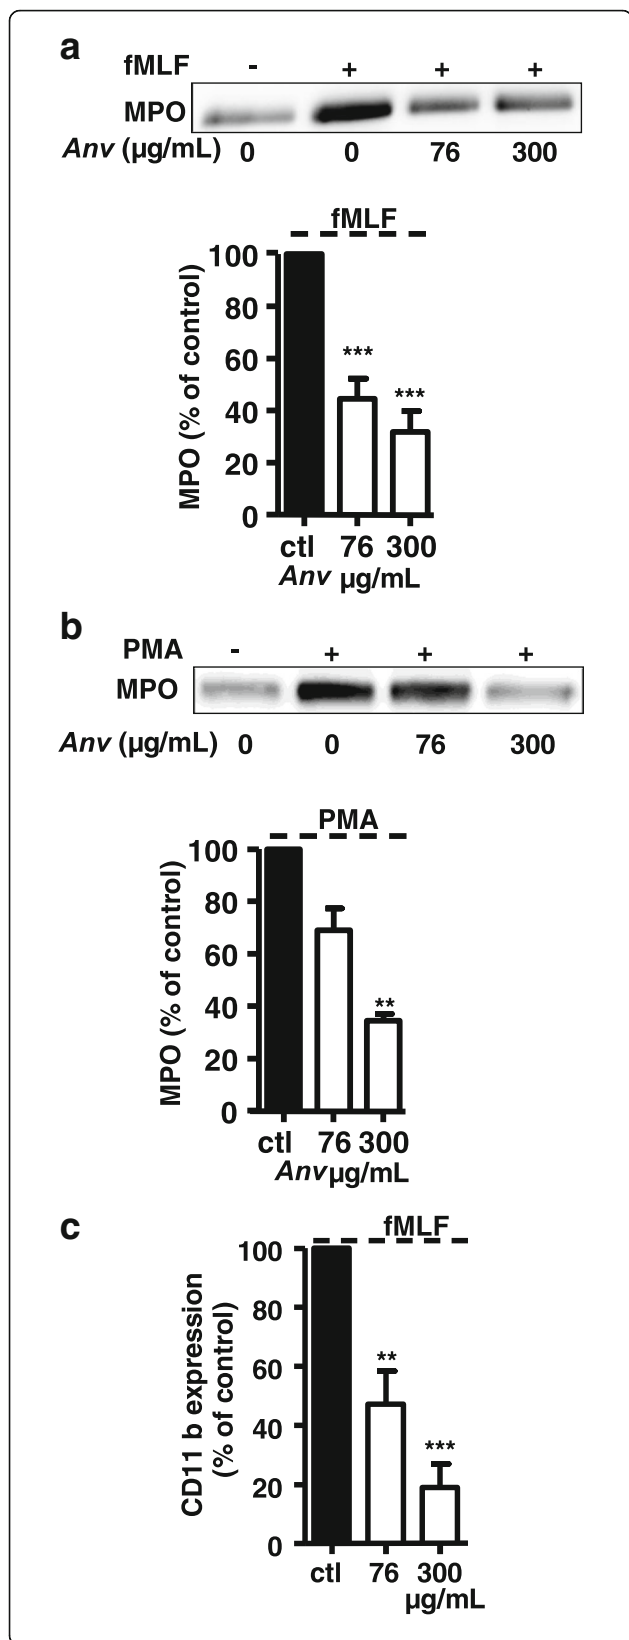 a
fMLF - + + +
MPO
Anv (µg/mL) 0 0 76 300
fMLF
MPO (% of control)
100
80
60
40
20
0
***
***
ctl 76 300
Anv µg/mL
b
PMA - + + +
MPO
Anv (µg/mL) 0 0 76 300
PMA
MPO (% of control)
100
80
60
40
20
0
**
ctl 76 300
Anv µg/mL
c
fMLF
CD11 b expression
(% of control)
100
80
60
40
20
0
**
***
ctl 76 300
µg/mL